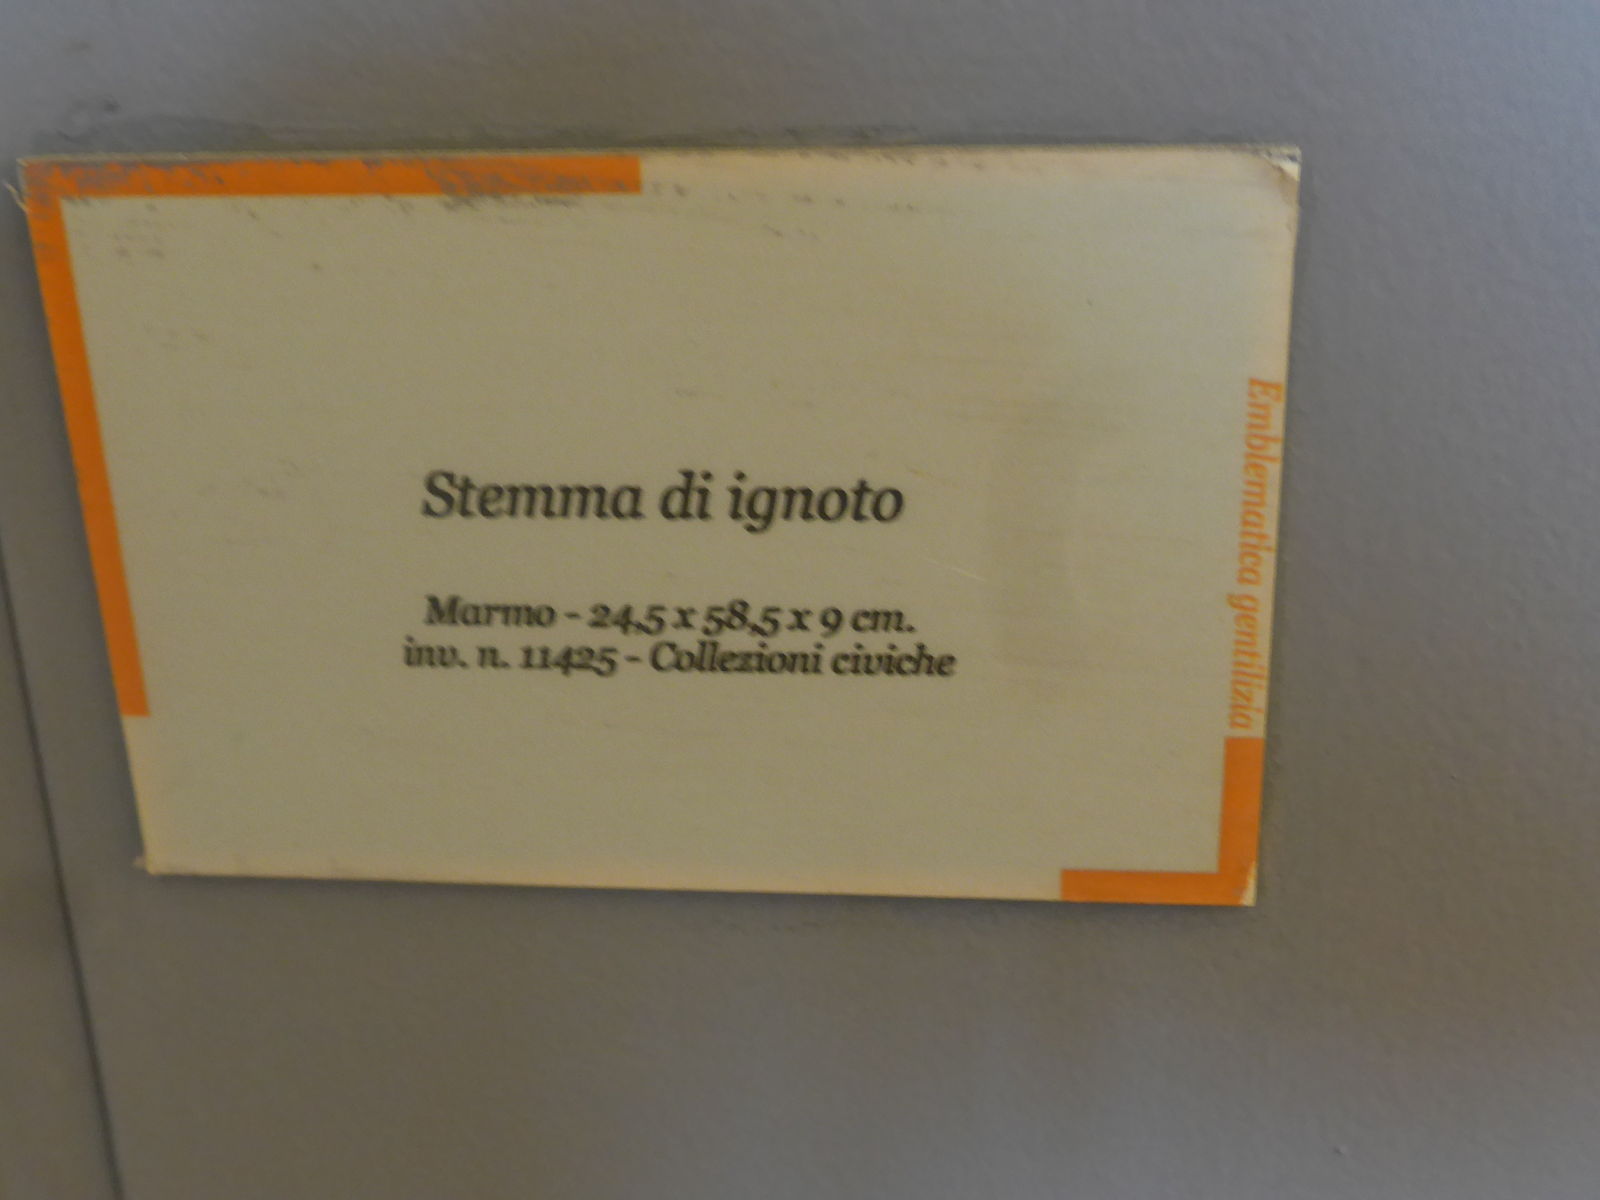 Stemma di ignoto
Marmo - 24,5 x 58,5 x 9 cm.
inv. n. 11425 - Collezioni civiche
Emblematica gentilizia